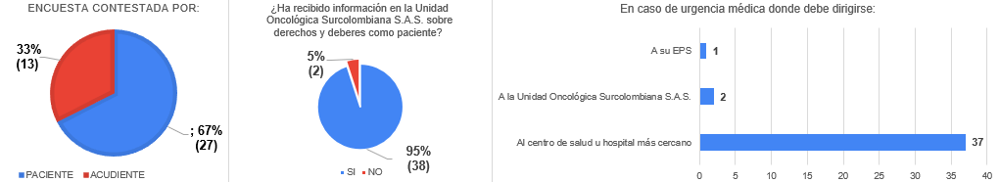 ENCUESTA CONTESTADA POR:
33%
(13)
; 67%
(27)
PACIENTE ACUDIENTE
¿Ha recibido información en la Unidad
Oncológica Surcolombiana S.A.S. sobre
derechos y deberes como paciente?
5%
(2)
95%
(38)
SI NO
En caso de urgencia médica donde debe dirigirse:
A su EPS 1
A la Unidad Oncológica Surcolombiana S.A.S. 2
Al centro de salud u hospital más cercano 37
0 5 10 15 20 25 30 35 40